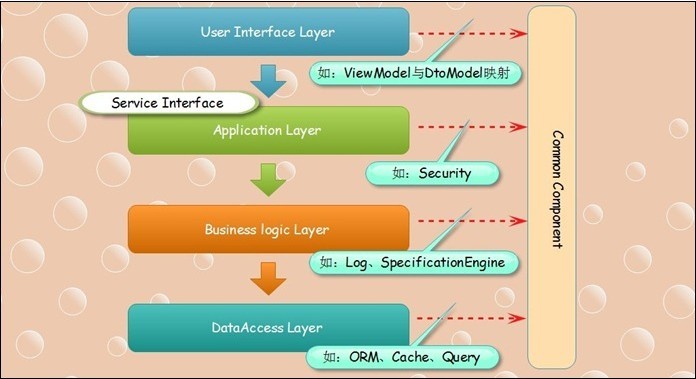 User Interface Layer
如：ViewModel与DtoModel映射
Service Interface
Application Layer
如：Security
Business logic Layer
如：Log、SpecificationEngine
DataAccess Layer
如：ORM、Cache、Query
Common Component